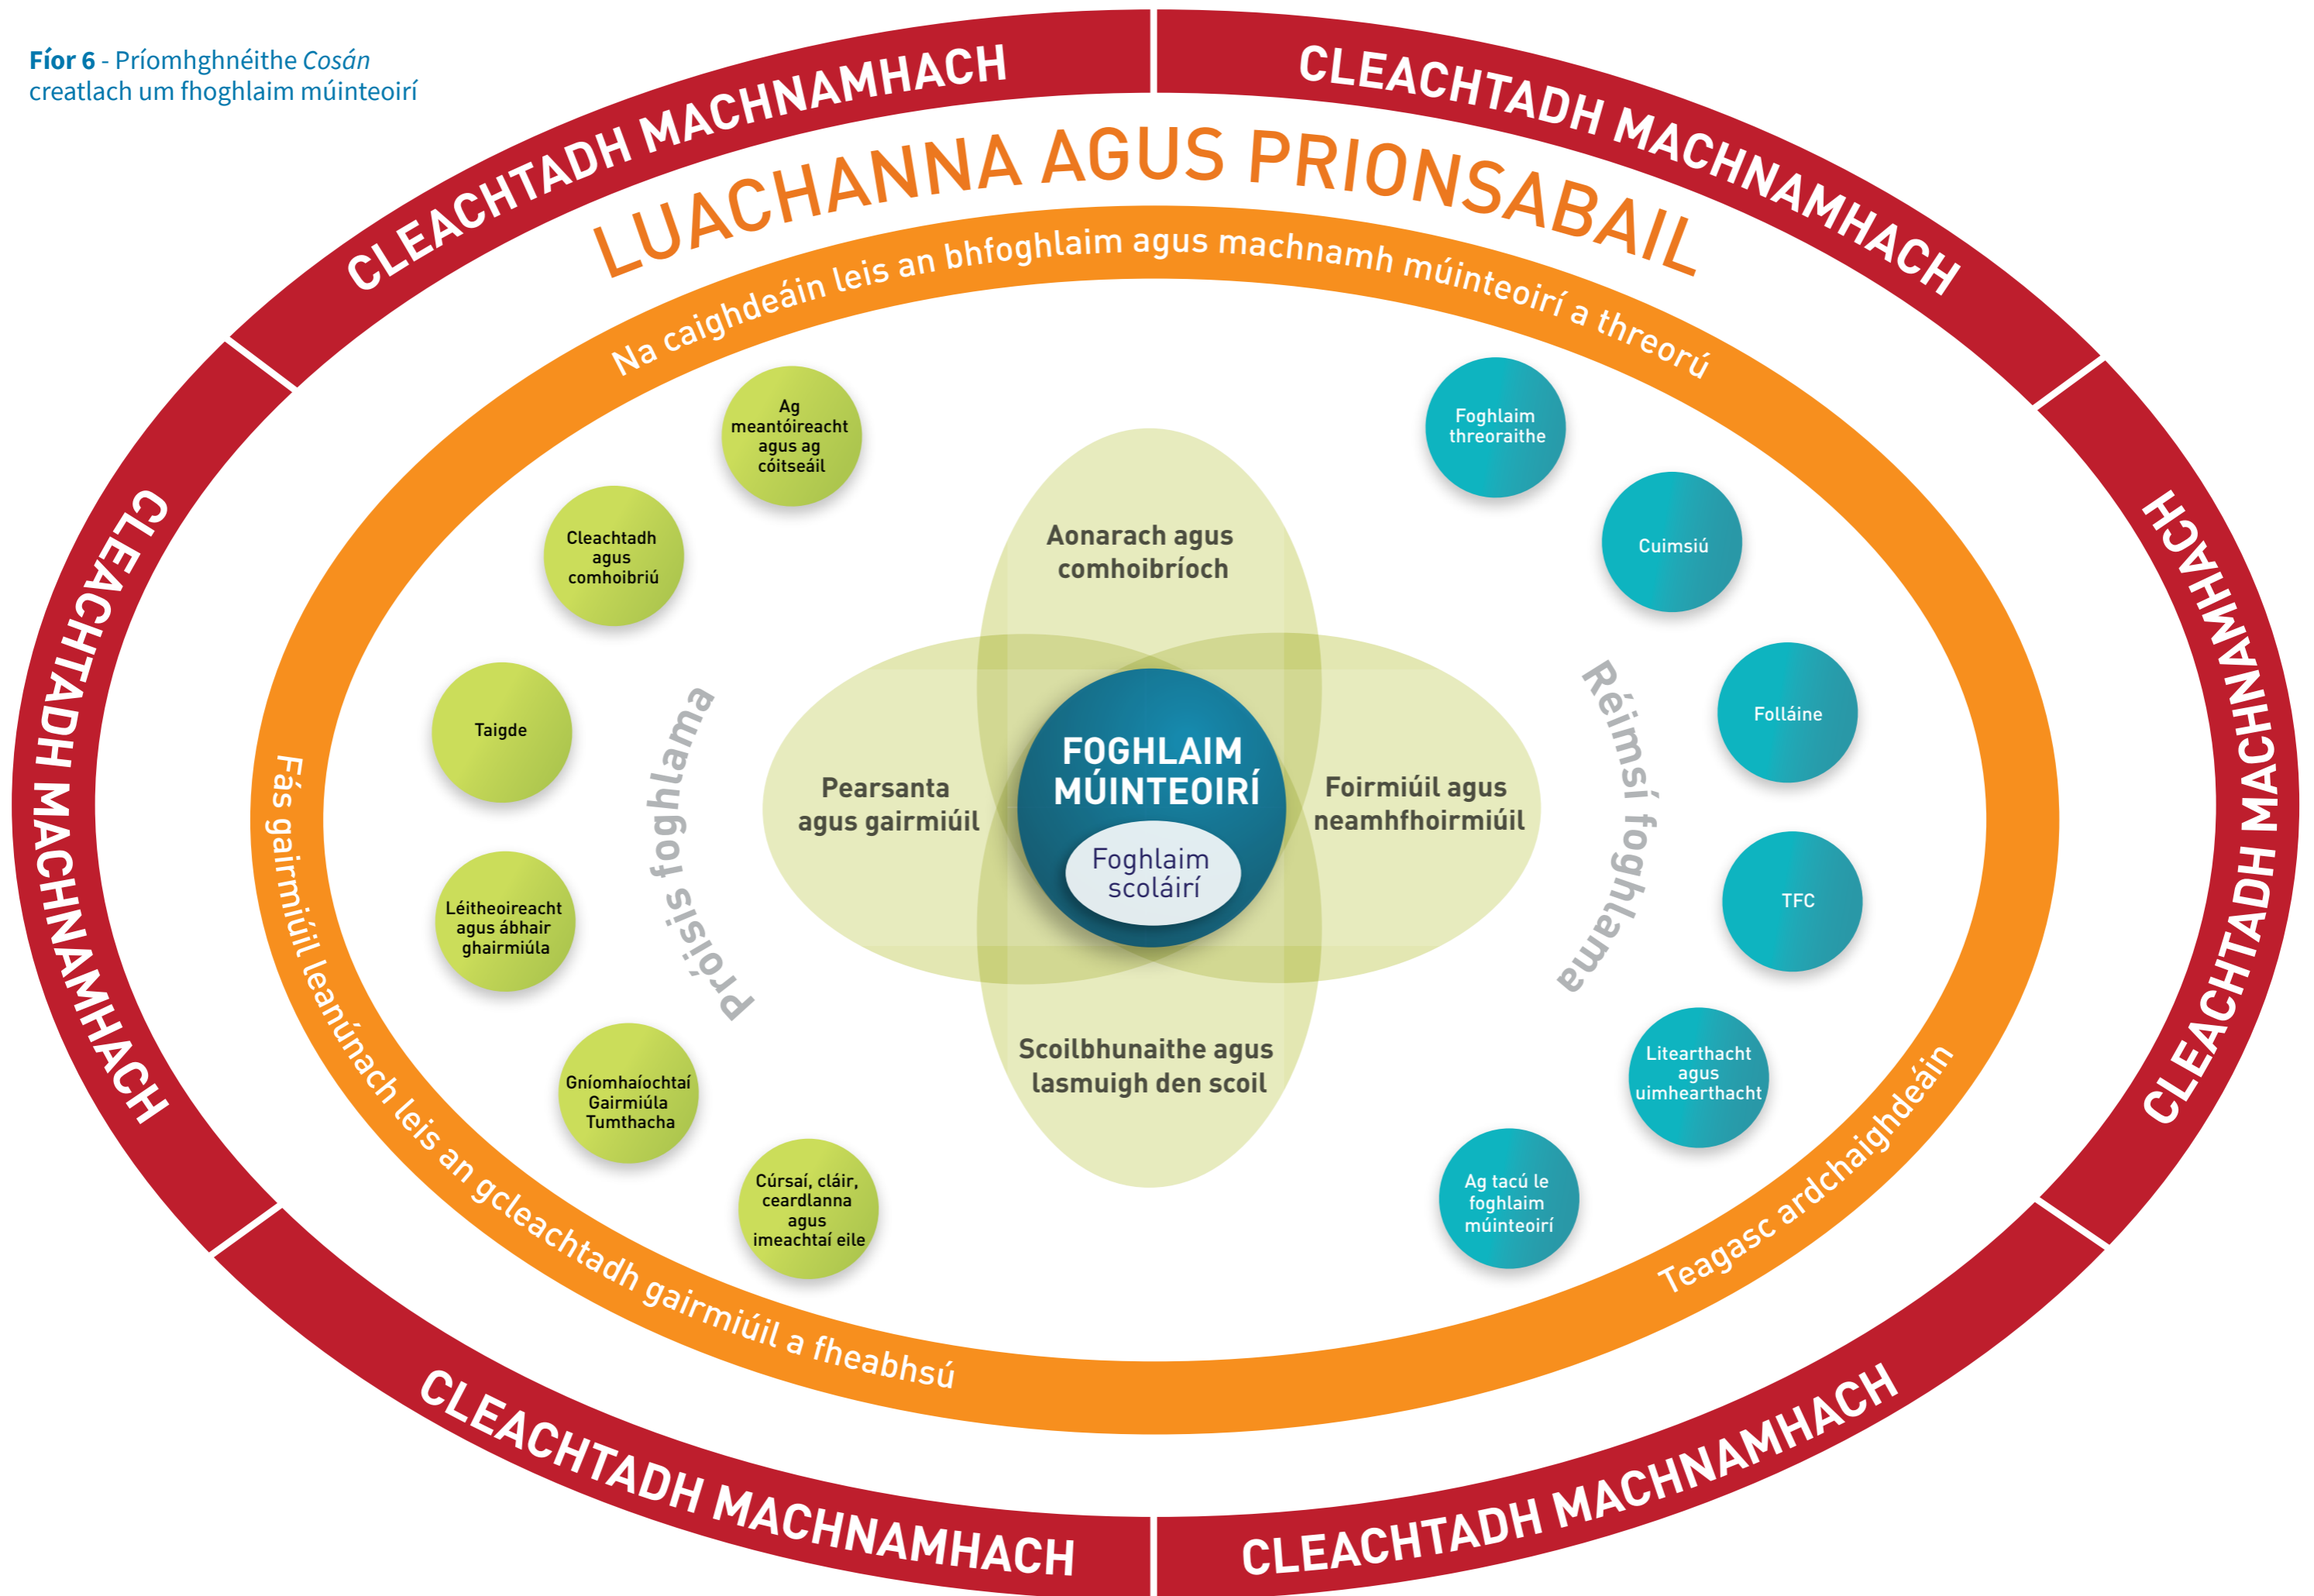 Fíor 6 - Príomhghnéithe Cosán
creatlach um fhoghlaim múinteoirí
CLEACHTADH MACHNAMHACH
CLEACHTADH MACHNAMHACH
CLEACHTADH MACHNAMHACH
CLEACHTADH MACHNAMHACH
CLEACHTADH MACHNAMHACH
CLEACHTADH MACHNAMHACH
LUACHANNA AGUS PRIONSABAIL
Na caighdeáin leis an bhfoghlaim agus machnamh múinteoirí a threorú
Fás gairmiúil leanúnach leis an gcleachtadh gairmiúil a fheabhsú
Teagasc ardchaighdeáin
Próisis foghlama
Ag
meantóireacht
agus ag
cóitseáil
Cleachtadh
agus
comhoibriú
Taigde
Léitheoireacht
agus ábhair
ghairmiúla
Gníomhaíochtaí
Gairmiúla
Tumthacha
Cúrsaí, cláir,
ceardlanna
agus
imeachtaí eile
Aonarach agus
comhoibríoch
Pearsanta
agus gairmiúil
FOGHLAIM
MÚINTEOIRÍ
Foghlaim
scoláirí
Foirmiúil agus
neamhfhoirmiúil
Scoilbhunaithe agus
lasmuigh den scoil
Réimsí foghlama
Foghlaim
threoraithe
Cuimsiú
Folláine
TFC
Litearthacht
agus
uimhearthacht
Ag tacú le
foghlaim
múinteoirí